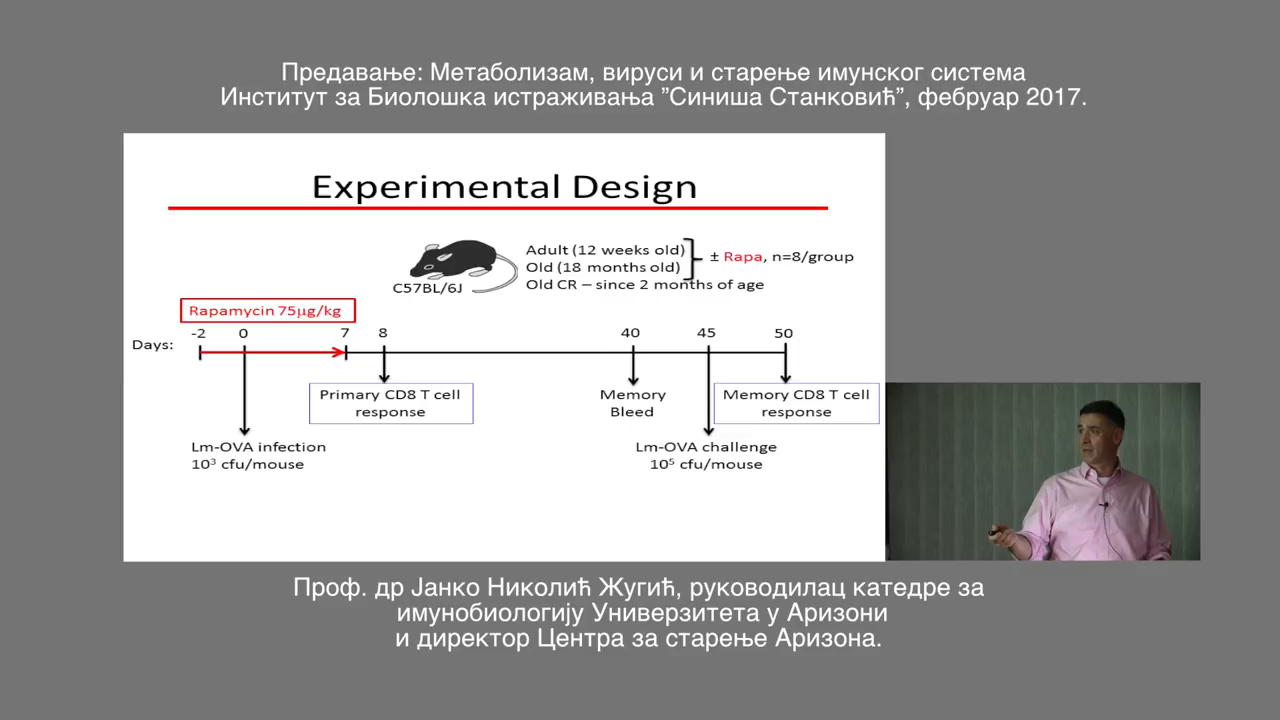 Предавање: Метаболизам, вируси и старење имунског система
Институт за Биолошка истраживања ”Синиша Станковић”, фебруар 2017.
Experimental Design
Adult (12 weeks old)
Old (18 months old)
± Rapa, n=8/group
Old CR – since 2 months of age
C57BL/6J
Rapamycin 75μg/kg
Days:
-2 0 7 8 40 45 50
Primary CD8 T cell
response
Memory
Bleed
Memory CD8 T cell
response
Lm-OVA infection
10³ cfu/mouse
Lm-OVA challenge
10⁵ cfu/mouse
Проф. др Јанко Николић Жугић, руководилац катедре за
имунобиологију Универзитета у Аризони
и директор Центра за старење Аризона.